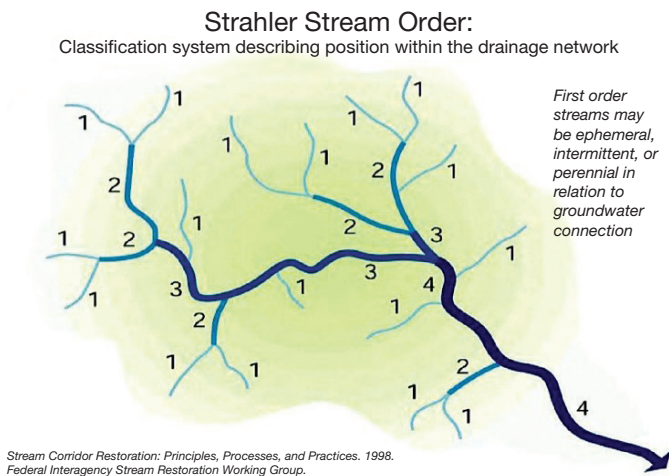 Strahler Stream Order:
Classification system describing position within the drainage network
First order
streams may
be ephemeral,
intermittent, or
perennial in
relation to
groundwater
connection
1
1
1
1
1
1
1
1
2
2
2
2
1
1
3
3
3
4
1
1
1
2
1
1
2
1
1
4
Stream Corridor Restoration: Principles, Processes, and Practices. 1998.
Federal Interagency Stream Restoration Working Group.